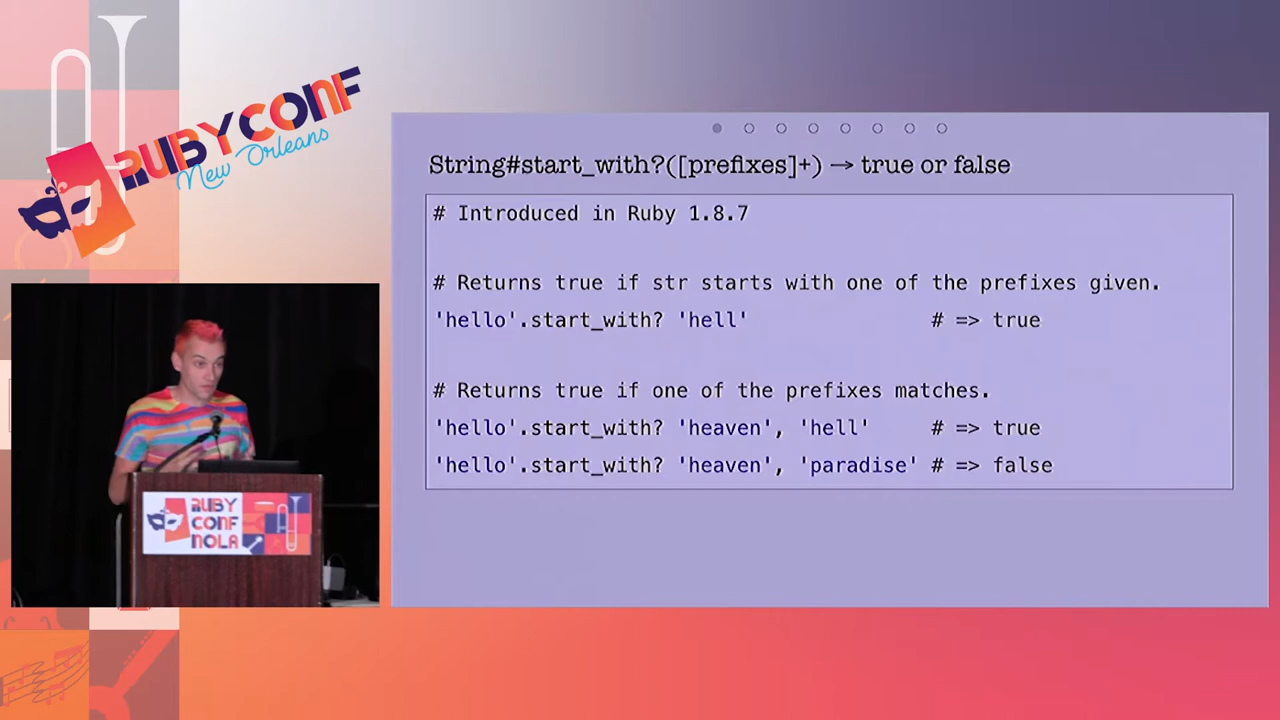 RUBYCONF
New Orleans
String#start_with?([prefixes]+) → true or false
# Introduced in Ruby 1.8.7
# Returns true if str starts with one of the prefixes given.
'hello'.start_with? 'hell' # => true
# Returns true if one of the prefixes matches.
'hello'.start_with? 'heaven', 'hell' # => true
'hello'.start_with? 'heaven', 'paradise' # => false
RUBY
CONF
NOLA